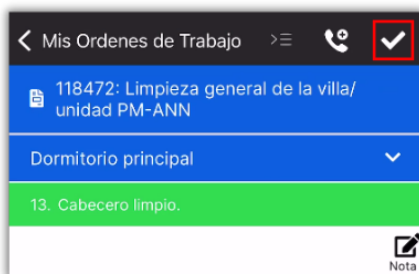 Mis Ordenes de Trabajo
118472: Limpieza general de la villa/
unidad PM-ANN
Dormitorio principal
13. Cabecero limpio.
Nota